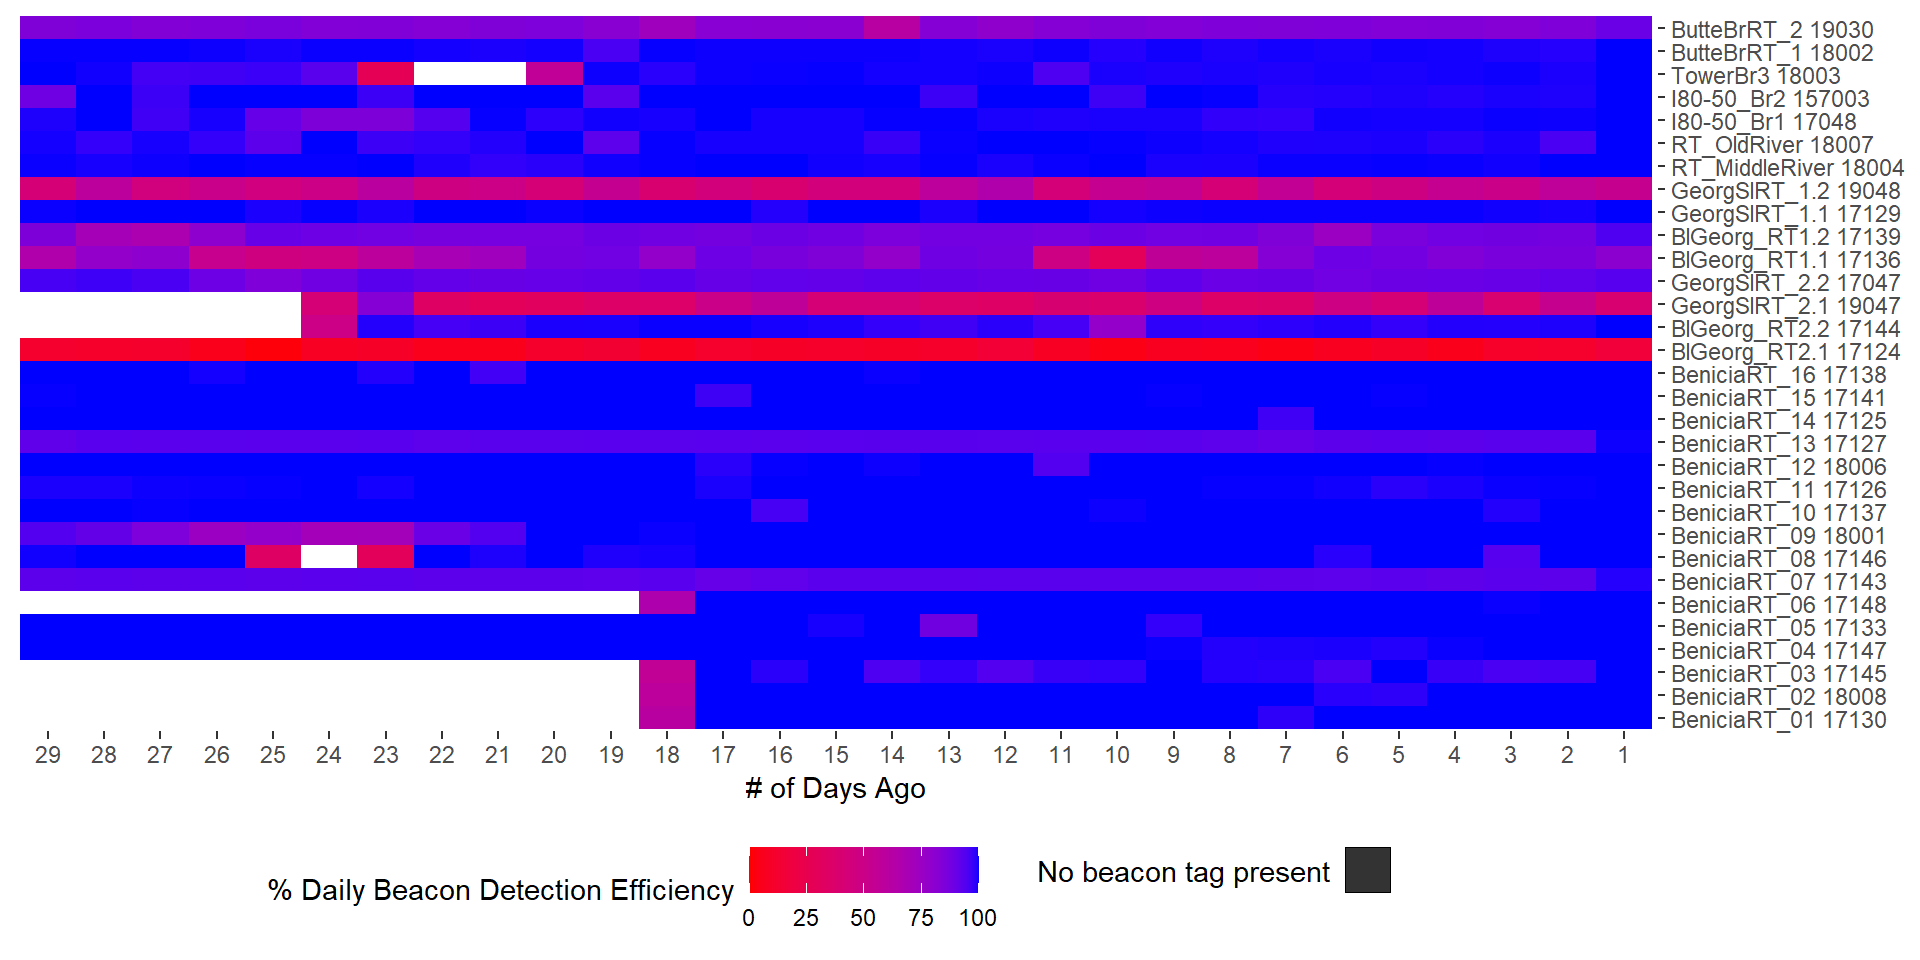 ButteBrRT_2 19030
ButteBrRT_1 18002
TowerBr3 18003
I80-50_Br2 157003
I80-50_Br1 17048
RT_OldRiver 18007
RT_MiddleRiver 18004
GeorgSlRT_1.2 19048
GeorgSlRT_1.1 17129
BlGeorg_RT1.2 17139
BlGeorg_RT1.1 17136
GeorgSlRT_2.2 17047
GeorgSlRT_2.1 19047
BlGeorg_RT2.2 17144
BlGeorg_RT2.1 17124
BeniciaRT_16 17138
BeniciaRT_15 17141
BeniciaRT_14 17125
BeniciaRT_13 17127
BeniciaRT_12 18006
BeniciaRT_11 17126
BeniciaRT_10 17137
BeniciaRT_09 18001
BeniciaRT_08 17146
BeniciaRT_07 17143
BeniciaRT_06 17148
BeniciaRT_05 17133
BeniciaRT_04 17147
BeniciaRT_03 17145
BeniciaRT_02 18008
BeniciaRT_01 17130
29 28 27 26 25 24 23 22 21 20 19 18 17 16 15 14 13 12 11 10 9 8 7 6 5 4 3 2 1
# of Days Ago
% Daily Beacon Detection Efficiency
0 25 50 75 100
No beacon tag present